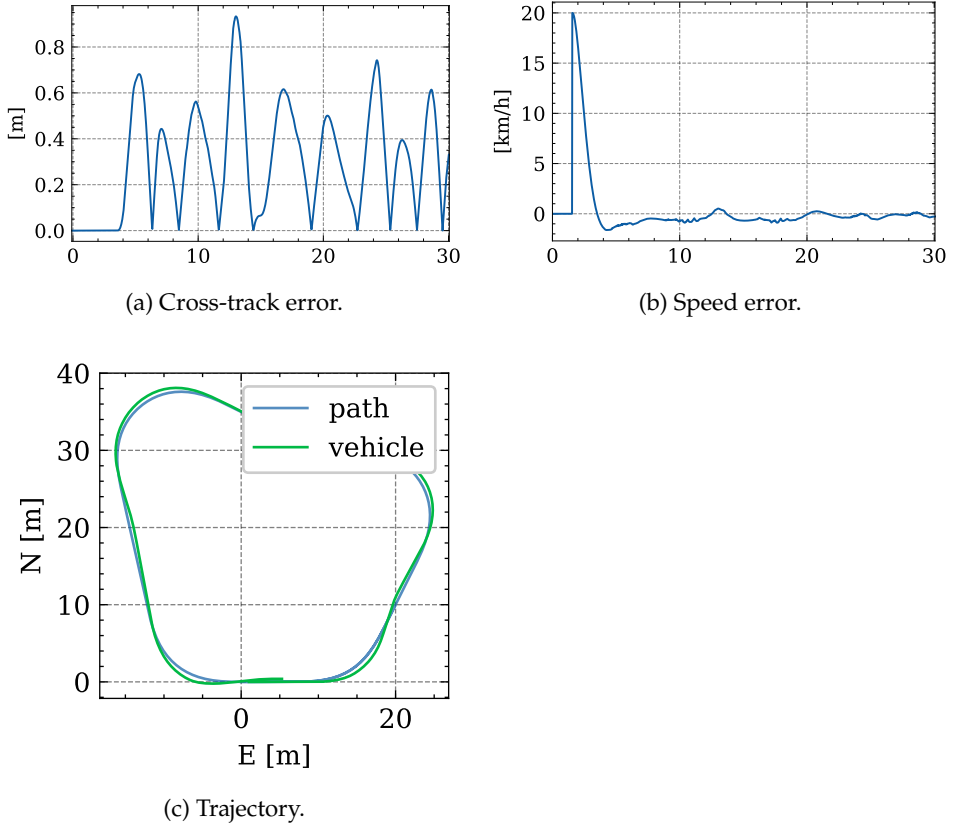 0.8
0.6
0.4
0.2
0.0
[m]
0
10
20
30
(a) Cross-track error.
20
15
10
5
0
[km/h]
0
10
20
30
(b) Speed error.
40
30
20
10
0
N [m]
path
vehicle
0
20
E [m]
(c) Trajectory.